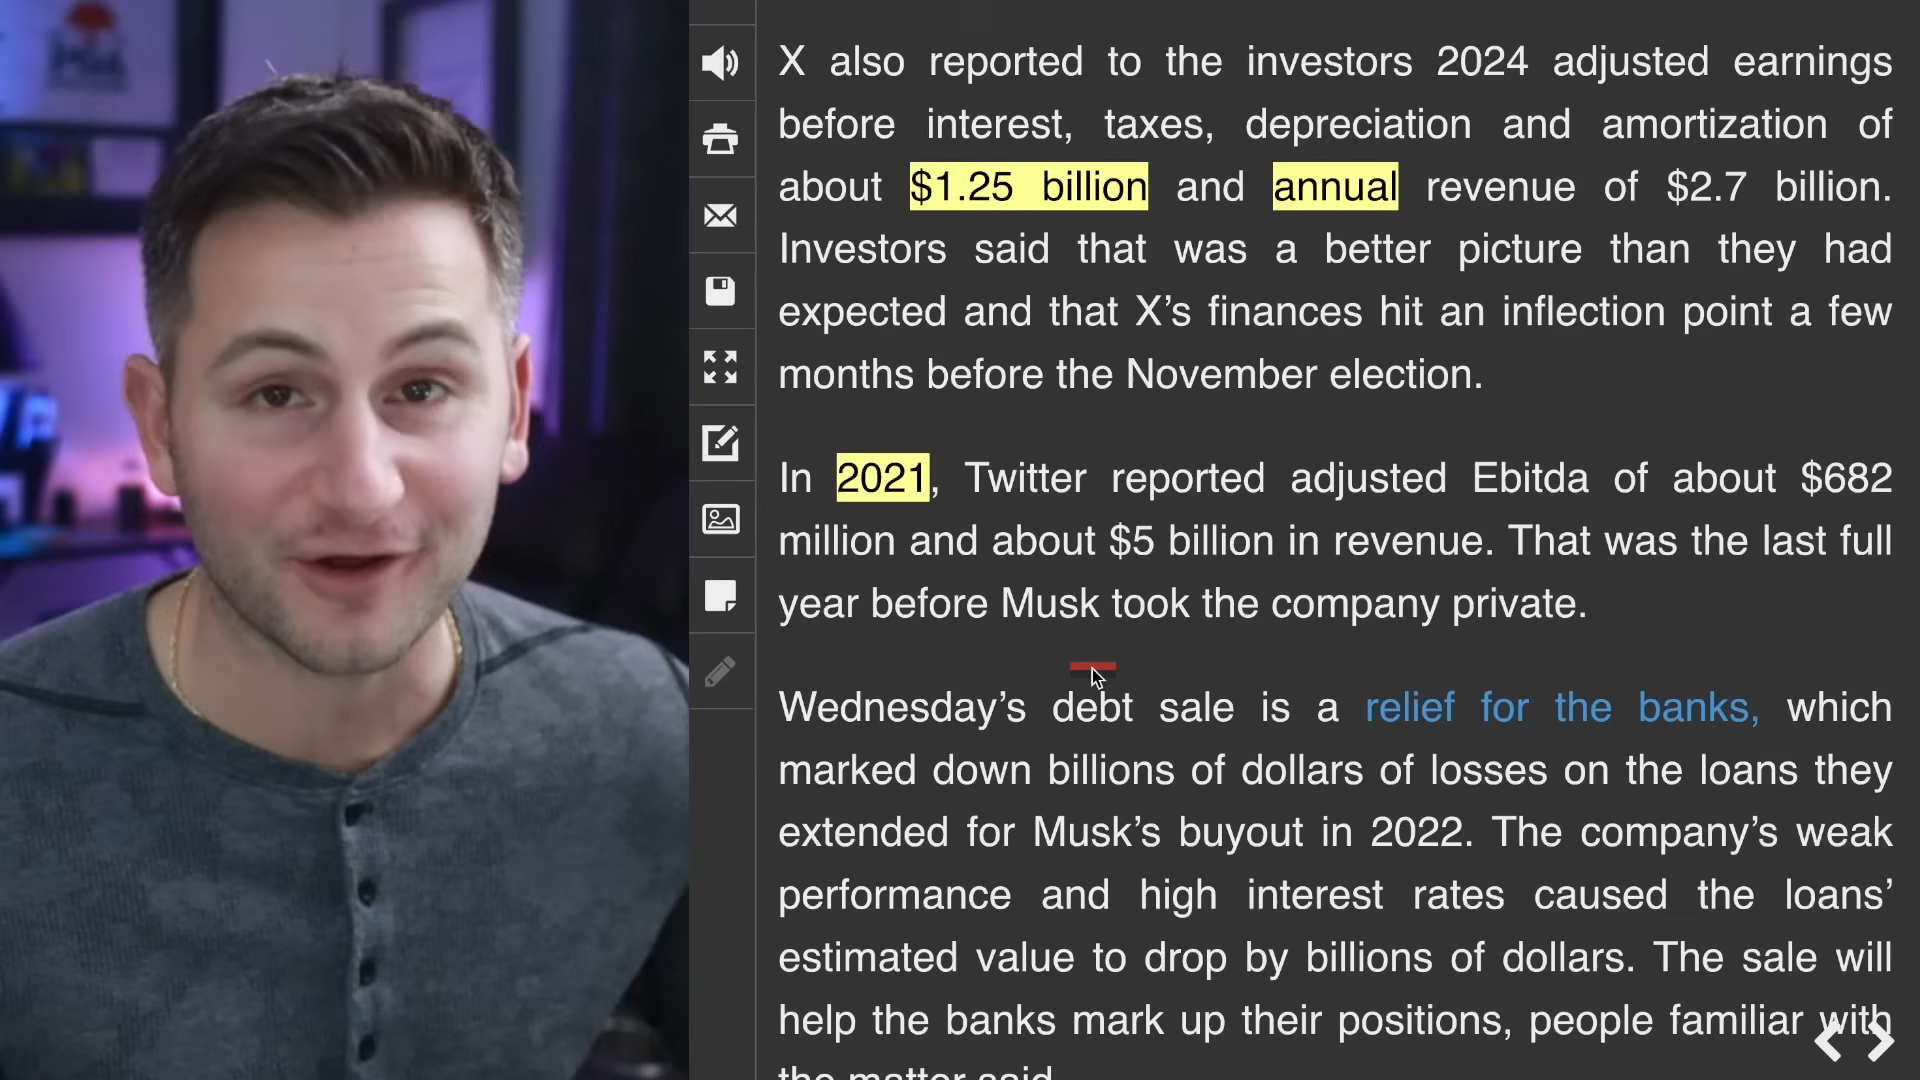 X also reported to the investors 2024 adjusted earnings
before interest, taxes, depreciation and amortization of
about $1.25 billion and annual revenue of $2.7 billion.
Investors said that was a better picture than they had
expected and that X’s finances hit an inflection point a few
months before the November election.
In 2021, Twitter reported adjusted Ebitda of about $682
million and about $5 billion in revenue. That was the last full
year before Musk took the company private.
Wednesday’s debt sale is a relief for the banks, which
marked down billions of dollars of losses on the loans they
extended for Musk’s buyout in 2022. The company’s weak
performance and high interest rates caused the loans’
estimated value to drop by billions of dollars. The sale will
help the banks mark up their positions, people familiar with
the matter said.